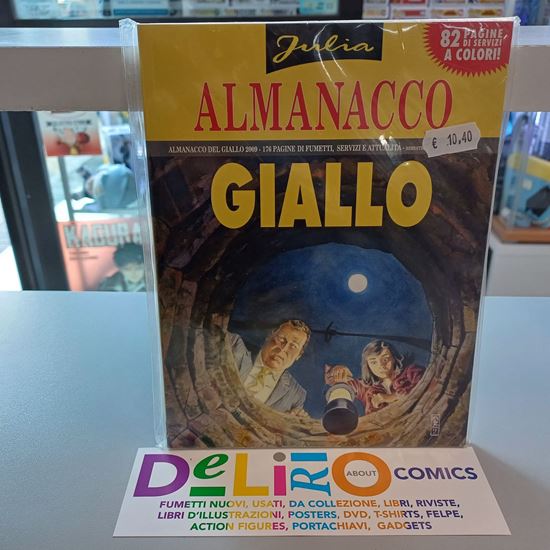 Julia
82 PAGINE
DI SERVIZI
A COLORI!
ALMANACCO
ALMANACCO DEL GIALLO 2009 - 176 PAGINE DI FUMETTI, SERVIZI E ATTUALITÀ
€ 10,40
GIALLO
KAGURA
DeLiRiO ABOUT COMICS
FUMETTI NUOVI, USATI, DA COLLEZIONE, LIBRI, RIVISTE,
LIBRI D'ILLUSTRAZIONI, POSTERS, DVD, T-SHIRTS, FELPE,
ACTION FIGURES, PORTACHIAVI, GADGETS